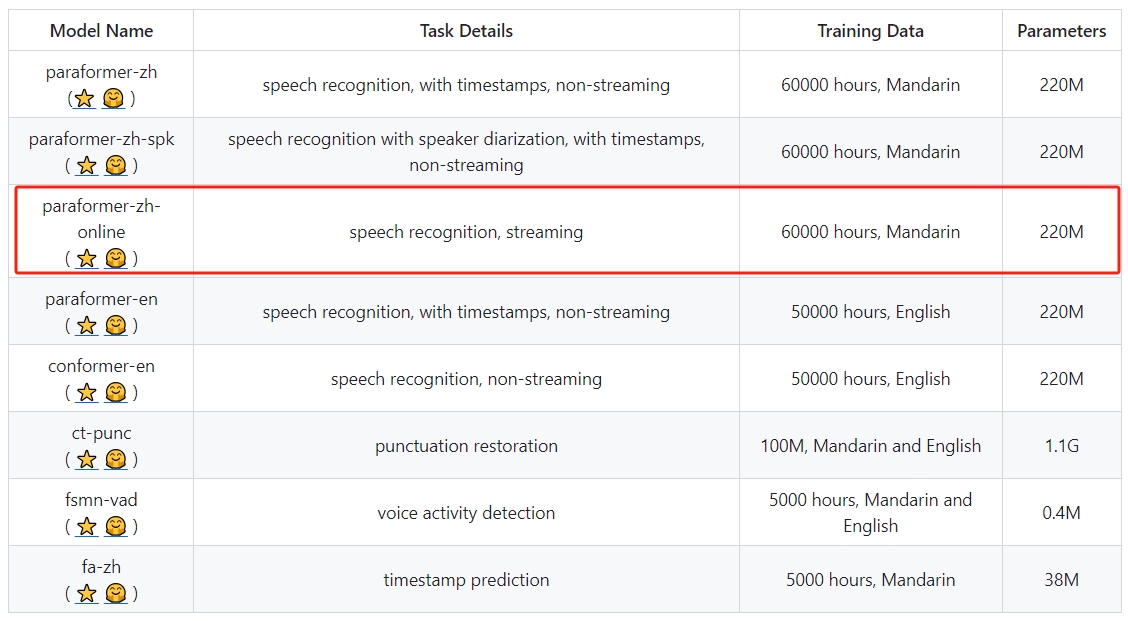 Model Name Task Details Training Data Parameters
paraformer-zh
(⭐ 🤗 )
speech recognition, with timestamps, non-streaming
60000 hours, Mandarin
220M
paraformer-zh-spk
( ⭐ 🤗 )
speech recognition with speaker diarization, with timestamps,
non-streaming
60000 hours, Mandarin
220M
paraformer-zh-
online
( ⭐ 🤗 )
speech recognition, streaming
60000 hours, Mandarin
220M
paraformer-en
( ⭐ 🤗 )
speech recognition, with timestamps, non-streaming
50000 hours, English
220M
conformer-en
( ⭐ 🤗 )
speech recognition, non-streaming
50000 hours, English
220M
ct-punc
( ⭐ 🤗 )
punctuation restoration
100M, Mandarin and English
1.1G
fsmn-vad
( ⭐ 🤗 )
voice activity detection
5000 hours, Mandarin and
English
0.4M
fa-zh
( ⭐ 🤗 )
timestamp prediction
5000 hours, Mandarin
38M